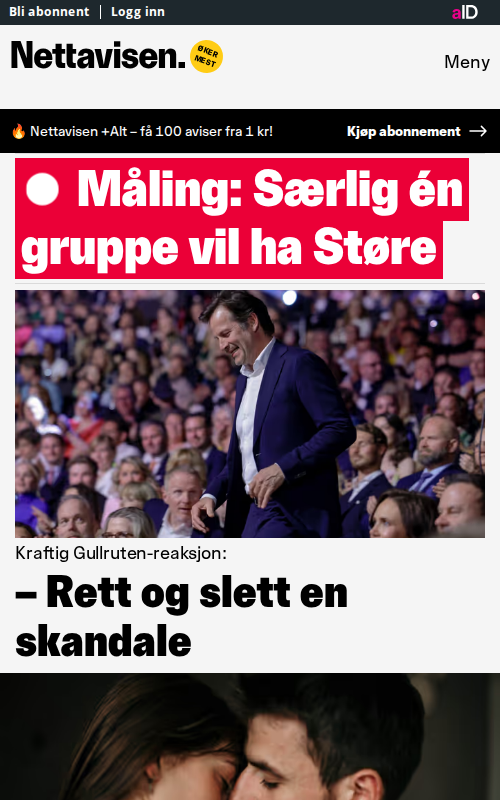 Bli abonnent
Logg inn
aID
Nettavisen.
ØKER
MEST
Meny
🔥 Nettavisen +Alt – få 100 aviser fra 1 kr!
Kjøp abonnement →
Måling: Særlig én
gruppe vil ha Støre
Kraftig Gullruten-reaksjon:
– Rett og slett en
skandale